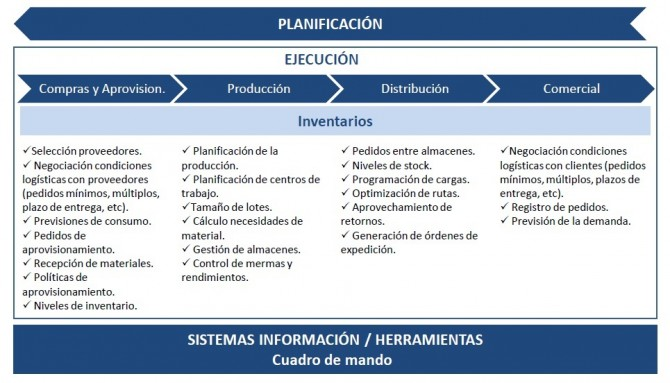 PLANIFICACIÓN
EJECUCIÓN
Compras y Aprovision.
Producción
Distribución
Comercial
Inventarios
✓Selección proveedores.
✓ Negociación condiciones
logísticas con proveedores
(pedidos mínimos, múltiplos,
plazo de entrega, etc).
✓ Previsiones de consumo.
✓ Pedidos de
aprovisionamiento.
✓ Recepción de materiales.
✓ Políticas de
aprovisionamiento.
✓ Niveles de inventario.
✓ Planificación de la
producción.
✓ Planificación de centros de
trabajo.
✓Tamaño de lotes.
✓ Cálculo necesidades de
material.
✓ Gestión de almacenes.
✓ Control de mermas y
rendimientos.
✓ Pedidos entre almacenes.
✓ Niveles de stock.
✓ Programación de cargas.
✓ Optimización de rutas.
✓ Aprovechamiento de
retornos.
✓ Generación de órdenes de
expedición.
✓Negociación condiciones
logísticas con clientes (pedidos
mínimos, múltiplos, plazos de
entrega, etc).
✓ Registro de pedidos.
✓ Previsión de la demanda.
SISTEMAS INFORMACIÓN / HERRAMIENTAS
Cuadro de mando